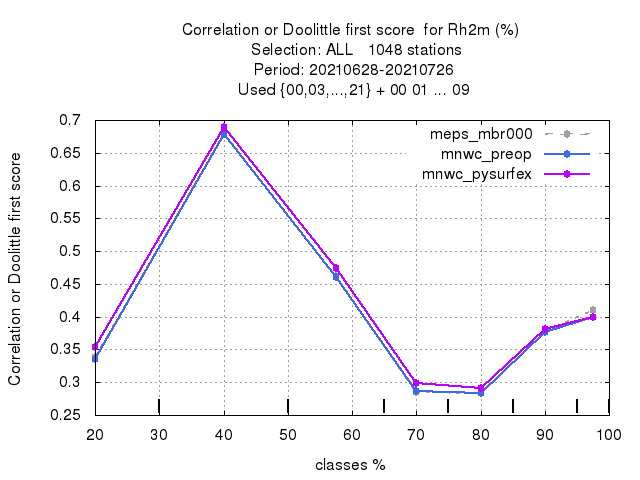 Correlation or Doolittle first score  for Rh2m (%)
Selection: ALL   1048 stations
Period: 20210628-20210726
Used {00,03,...,21} + 00 01 ... 09
meps_mbr000
mnwc_preop
mnwc_pysurfex
Correlation or Doolittle first score
0.7
0.65
0.6
0.55
0.5
0.45
0.4
0.35
0.3
0.25
20 30 40 50 60 70 80 90 100
classes %